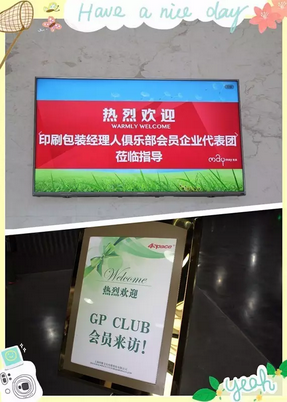 Have a nice day
热烈欢迎
WARMLY WELCOME
印刷包装经理人俱乐部会员企业代表团
莅临指导
may
4space
Welcome
热烈欢迎
GP CLUB
会员来访!
yeah